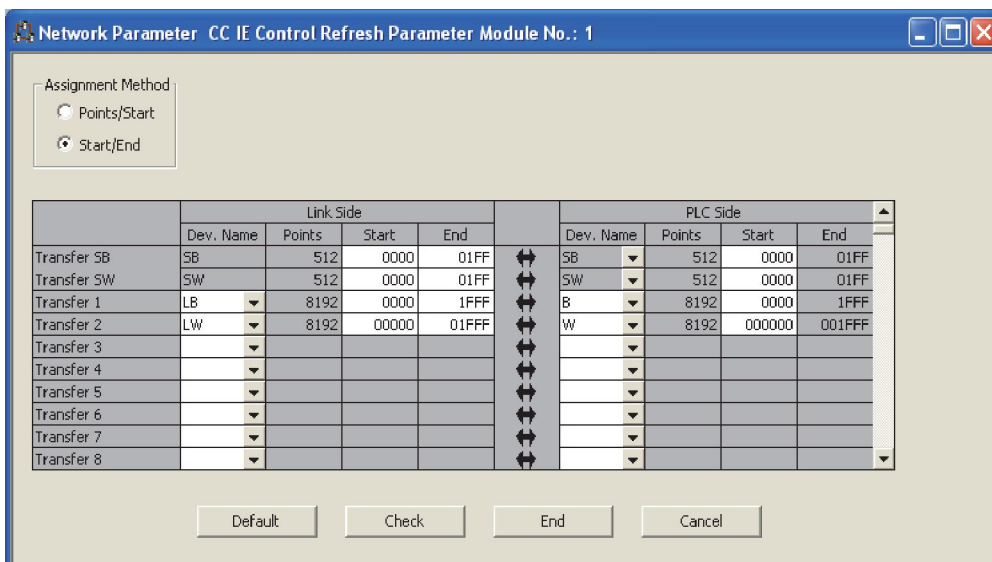 Network Parameter CC IE Control Refresh Parameter Module No.: 1
Assignment Method
Points/Start
Start/End
Link Side PLC Side
Dev. Name Points Start End Dev. Name Points Start End
Transfer SB SB 512 0000 01FF SB 512 0000 01FF
Transfer SW SW 512 0000 01FF SW 512 0000 01FF
Transfer 1 LB 8192 0000 1FFF B 8192 0000 1FFF
Transfer 2 LW 8192 00000 01FFF W 8192 000000 001FFF
Transfer 3
Transfer 4
Transfer 5
Transfer 6
Transfer 7
Transfer 8
Default Check End Cancel